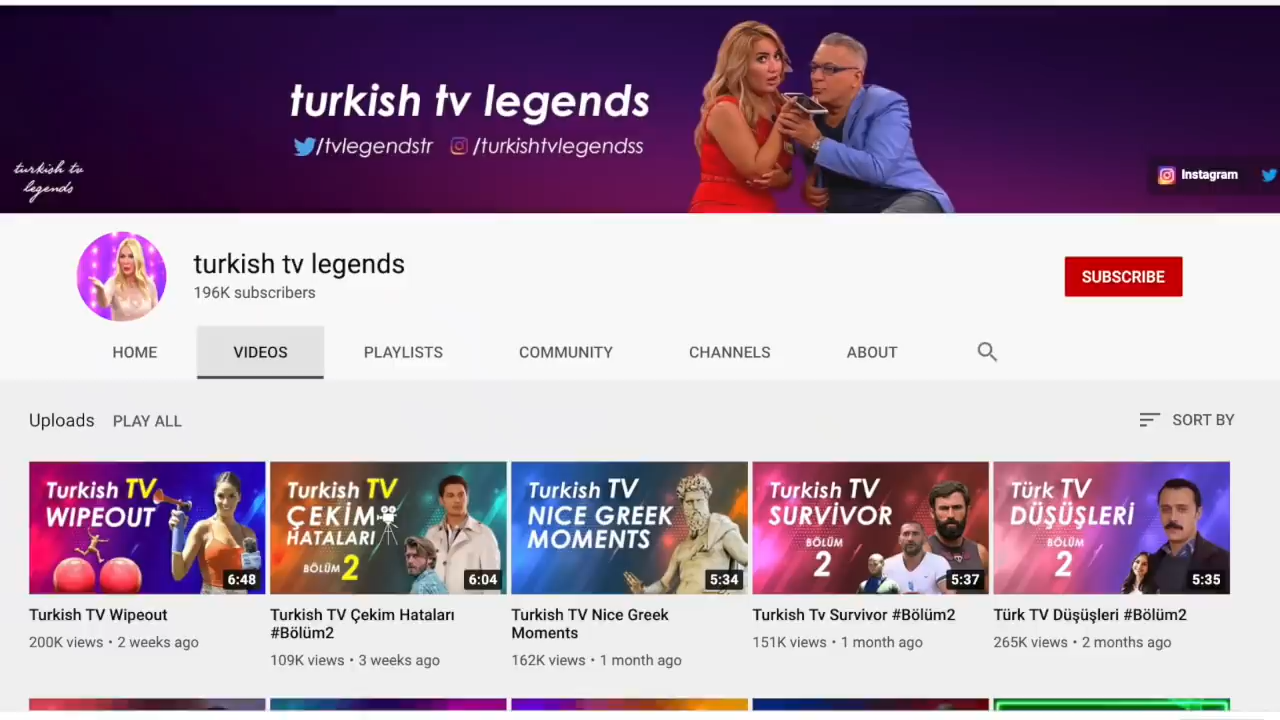 turkish tv legends
/tvlegendstr /turkishtvlegendss
turkish tv
legends
Instagram
turkish tv legends
196K subscribers
SUBSCRIBE
HOME VIDEOS PLAYLISTS COMMUNITY CHANNELS ABOUT
Uploads PLAY ALL SORT BY
Turkish TV
WIPEOUT
6:48
Turkish TV
ÇEKİM
HATALARI
BÖLÜM 2
6:04
Turkish TV
NICE GREEK
MOMENTS
5:34
Turkish TV
SURVİVOR
BÖLÜM
2
5:37
Türk TV
DÜŞÜŞLERİ
BÖLÜM
2
5:35
Turkish TV Wipeout
200K views • 2 weeks ago
Turkish TV Çekim Hataları
#Bölüm2
109K views • 3 weeks ago
Turkish TV Nice Greek
Moments
162K views • 1 month ago
Turkish Tv Survivor #Bölüm2
151K views • 1 month ago
Türk TV Düşüşleri #Bölüm2
265K views • 2 months ago